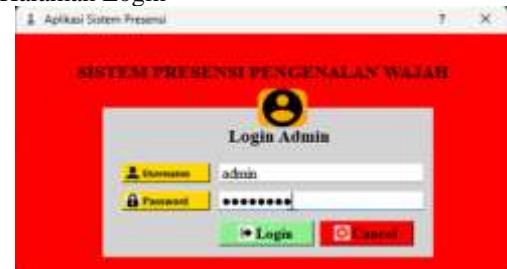 Halaman Login
Aplikasi Sistem Presensi ? ×
SISTEM PRESENSI PENGENALAN WAJAH
Login Admin
Username admin
Password ●●●●●●●●
Login Cancel